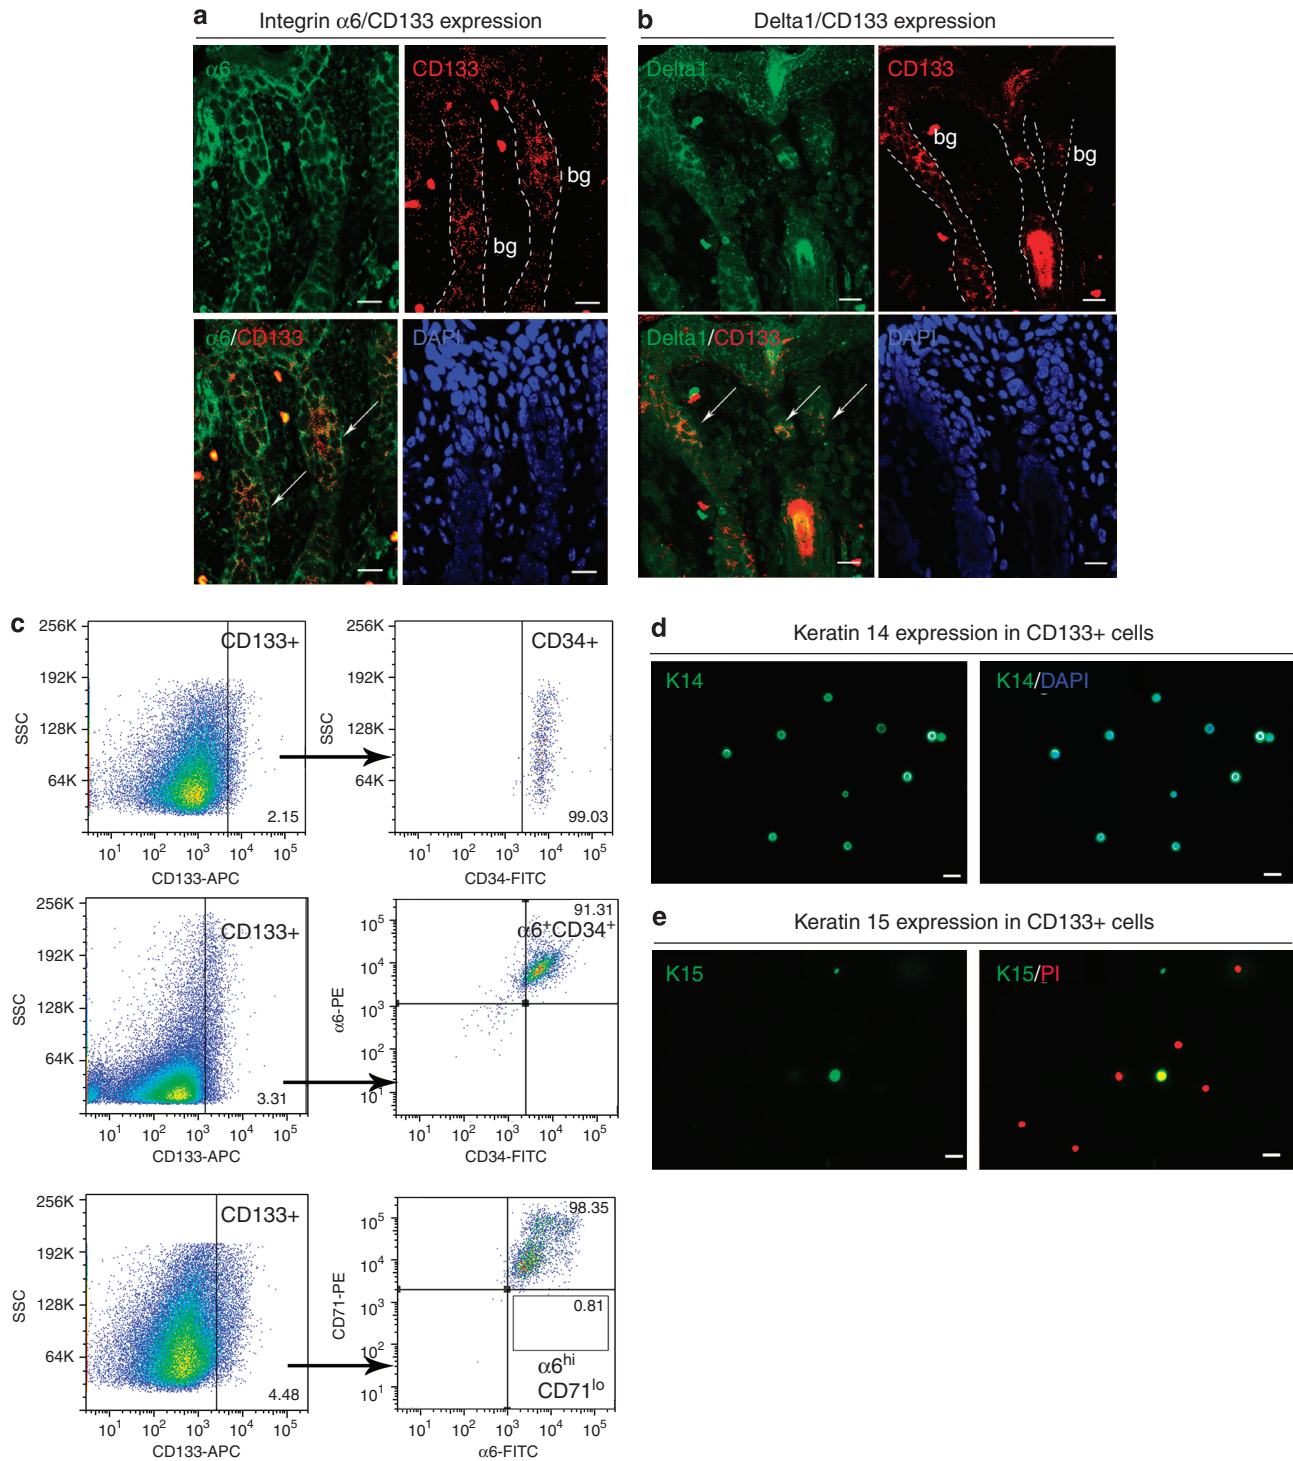 a Integrin α6/CD133 expression
α6
CD133
bg
bg
α6/CD133
DAPI
b Delta1/CD133 expression
Delta1
CD133
bg
bg
Delta1/CD133
DAPI
c
256K
192K
128K
64K
SSC
CD133+
2.15
10¹ 10² 10³ 10⁴ 10⁵
CD133-APC
256K
192K
128K
64K
SSC
CD34+
99.03
10¹ 10² 10³ 10⁴ 10⁵
CD34-FITC
256K
192K
128K
64K
SSC
CD133+
3.31
10¹ 10² 10³ 10⁴ 10⁵
CD133-APC
10⁵
10⁴
10³
10²
10¹
α6-PE
91.31
α6⁺CD34⁺
10¹ 10² 10³ 10⁴ 10⁵
CD34-FITC
256K
192K
128K
64K
SSC
CD133+
4.48
10¹ 10² 10³ 10⁴ 10⁵
CD133-APC
10⁵
10⁴
10³
10²
10¹
CD71-PE
98.35
0.81
α6ʰⁱ
CD71ˡᵒ
10¹ 10² 10³ 10⁴ 10⁵
α6-FITC
d Keratin 14 expression in CD133+ cells
K14
K14/DAPI
e Keratin 15 expression in CD133+ cells
K15
K15/PI